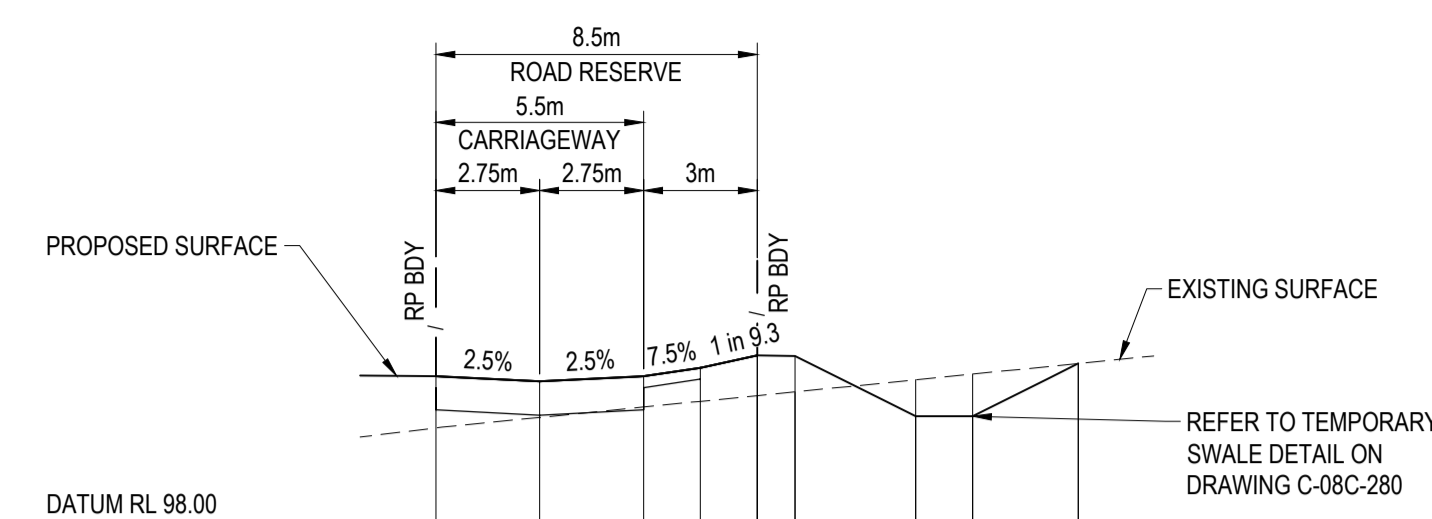 8.5m
ROAD RESERVE
5.5m
CARRIAGEWAY
2.75m 2.75m 3m
PROPOSED SURFACE
RP BDY
RP BDY
EXISTING SURFACE
2.5% 2.5% 7.5% 1 in 9.3
REFER TO TEMPORARY
SWALE DETAIL ON
DRAWING C-08C-280
DATUM RL 98.00